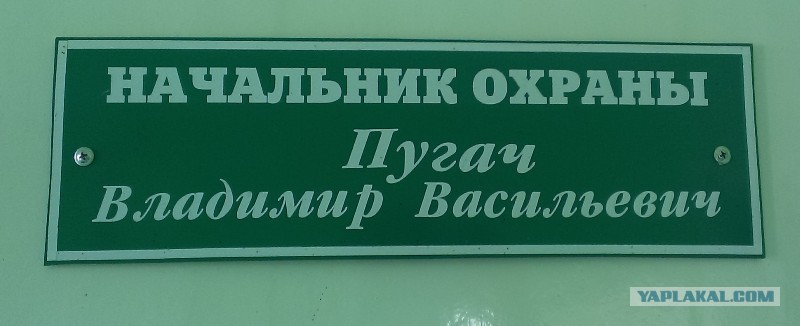 НАЧАЛЬНИК ОХРАНЫ
Пугач
Владимир Васильевич
YAPLAKAL.COM